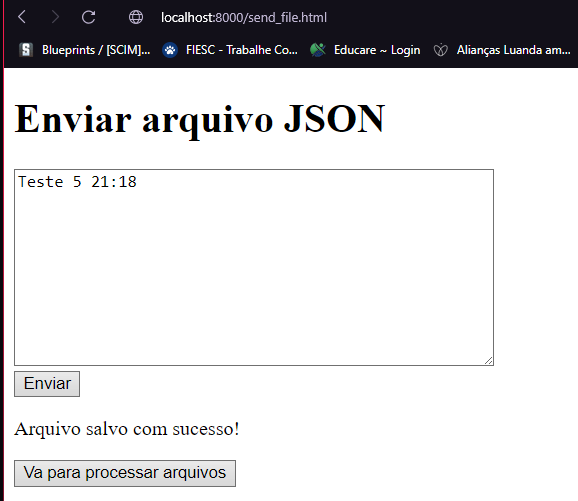 localhost:8000/send_file.html
Blueprints / [SCIM]... FIESC - Trabalhe Co... Educare ~ Login Alianças Luanda am...
Enviar arquivo JSON
Teste 5 21:18
Enviar
Arquivo salvo com sucesso!
Va para processar arquivos